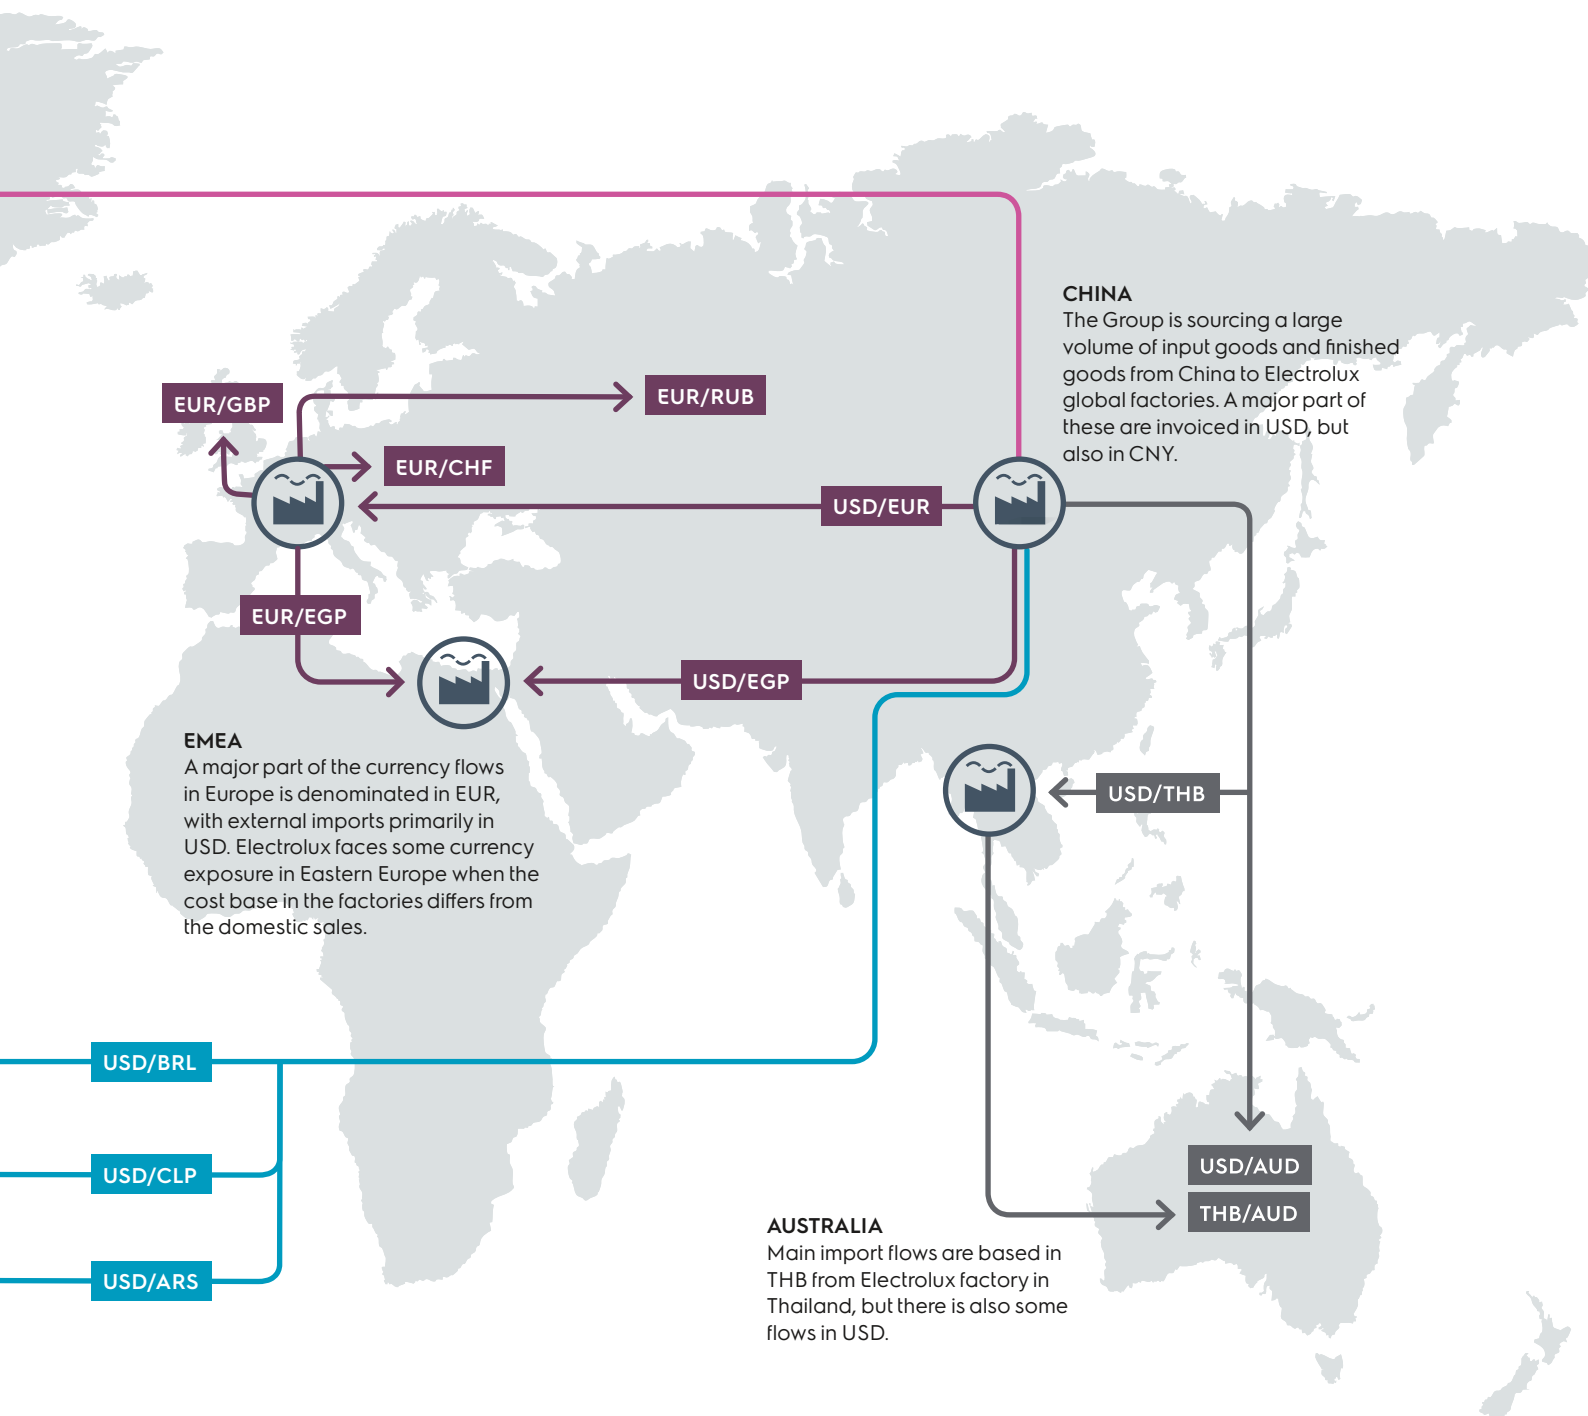 CHINA
The Group is sourcing a large
volume of input goods and finished
goods from China to Electrolux
global factories. A major part of
these are invoiced in USD, but
also in CNY.
EUR/GBP
EUR/RUB
EUR/CHF
USD/EUR
EUR/EGP
USD/EGP
EMEA
A major part of the currency flows
in Europe is denominated in EUR,
with external imports primarily in
USD. Electrolux faces some currency
exposure in Eastern Europe when the
cost base in the factories differs from
the domestic sales.
USD/THB
USD/BRL
USD/CLP
USD/ARS
USD/AUD
THB/AUD
AUSTRALIA
Main import flows are based in
THB from Electrolux factory in
Thailand, but there is also some
flows in USD.